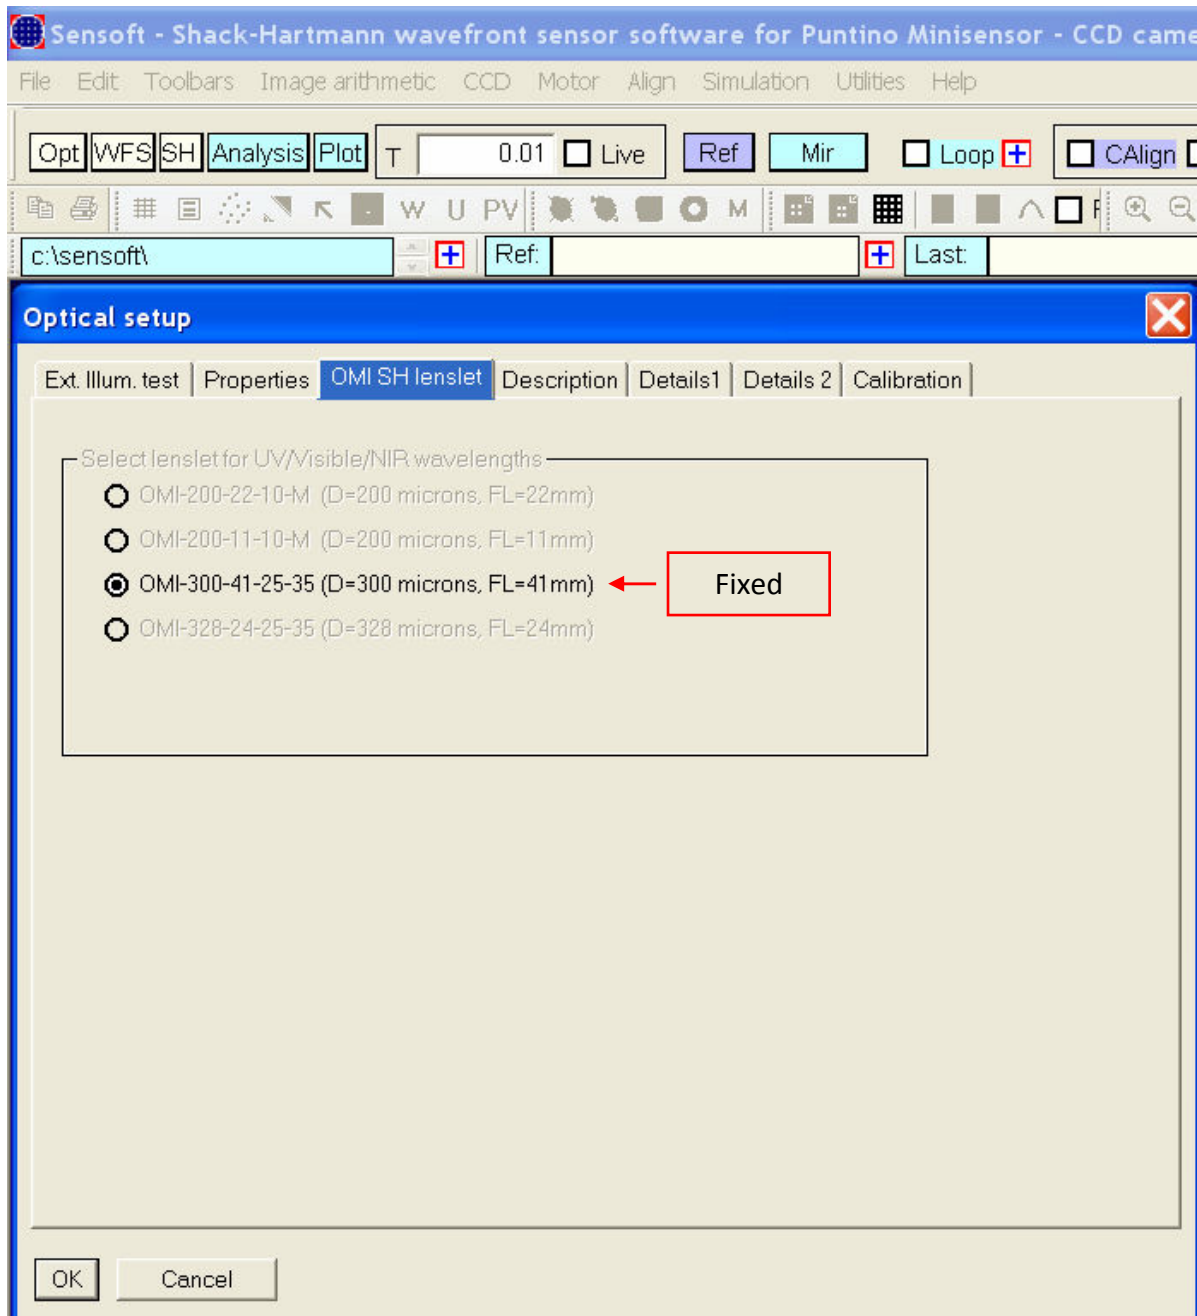 Sensoft - Shack-Hartmann wavefront sensor software for Puntino Minisensor - CCD came
File Edit Toolbars Image arithmetic CCD Motor Align Simulation Utilities Help
Opt WFS SH Analysis Plot T 0.01 Live Ref Mir Loop CAlign
W U PV M F
c:\sensoft\ Ref: Last:
Optical setup
Ext. Illum. test Properties OMI SH lenslet Description Details1 Details 2 Calibration
Select lenslet for UV/Visible/NIR wavelengths
OMI-200-22-10-M (D=200 microns, FL=22mm)
OMI-200-11-10-M (D=200 microns, FL=11mm)
OMI-300-41-25-35 (D=300 microns, FL=41mm) Fixed
OMI-328-24-25-35 (D=328 microns, FL=24mm)
OK Cancel